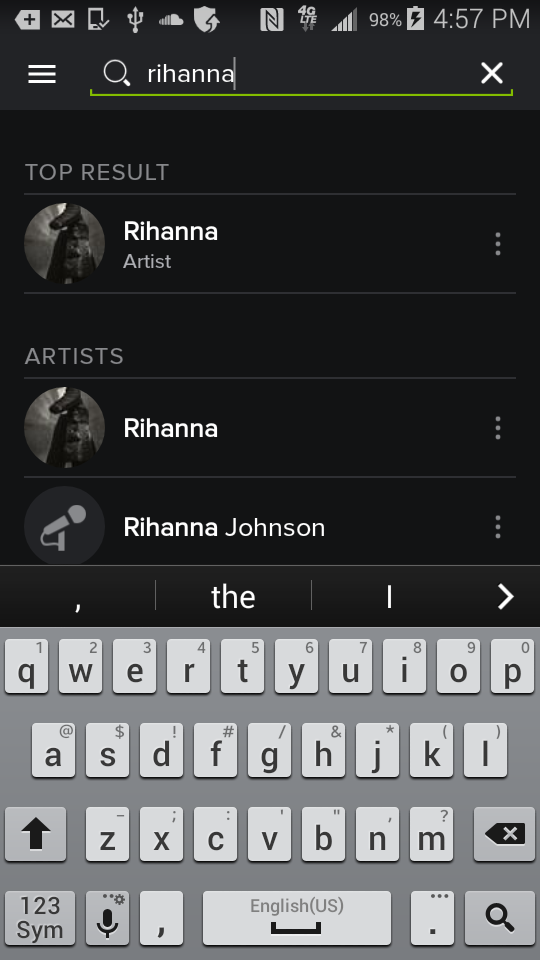 4G LTE 98% 4:57 PM
rihanna
TOP RESULT
Rihanna
Artist
ARTISTS
Rihanna
Rihanna Johnson
, the I
1 2 3 4 5 6 7 8 9 0
q w e r t y u i o p
@ $ ! # / & * ( )
a s d f g h j k l
- ; : ' " , ?
z x c v b n m
123 Sym , English(US) .